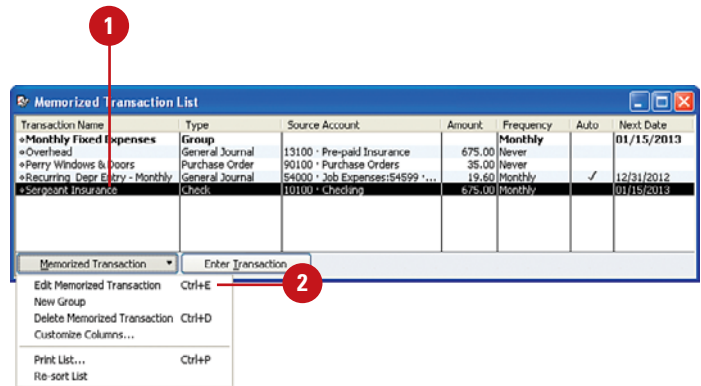 1
Memorized Transaction List
Transaction Name Type Source Account Amount Frequency Auto Next Date
Monthly Fixed Expenses Group Monthly 01/15/2013
Overhead General Journal 13100 · Pre-paid Insurance 675.00 Never
Perry Windows & Doors Purchase Order 90100 · Purchase Orders 35.00 Never
Recurring Depr Entry - Monthly General Journal 54000 · Job Expenses:54599 ·... 19.60 Monthly ✓ 12/31/2012
Sergeant Insurance Check 10100 · Checking 675.00 Monthly 01/15/2013
Memorized Transaction Enter Transaction
Edit Memorized Transaction Ctrl+E 2
New Group
Delete Memorized Transaction Ctrl+D
Customize Columns...
Print List... Ctrl+P
Re-sort List